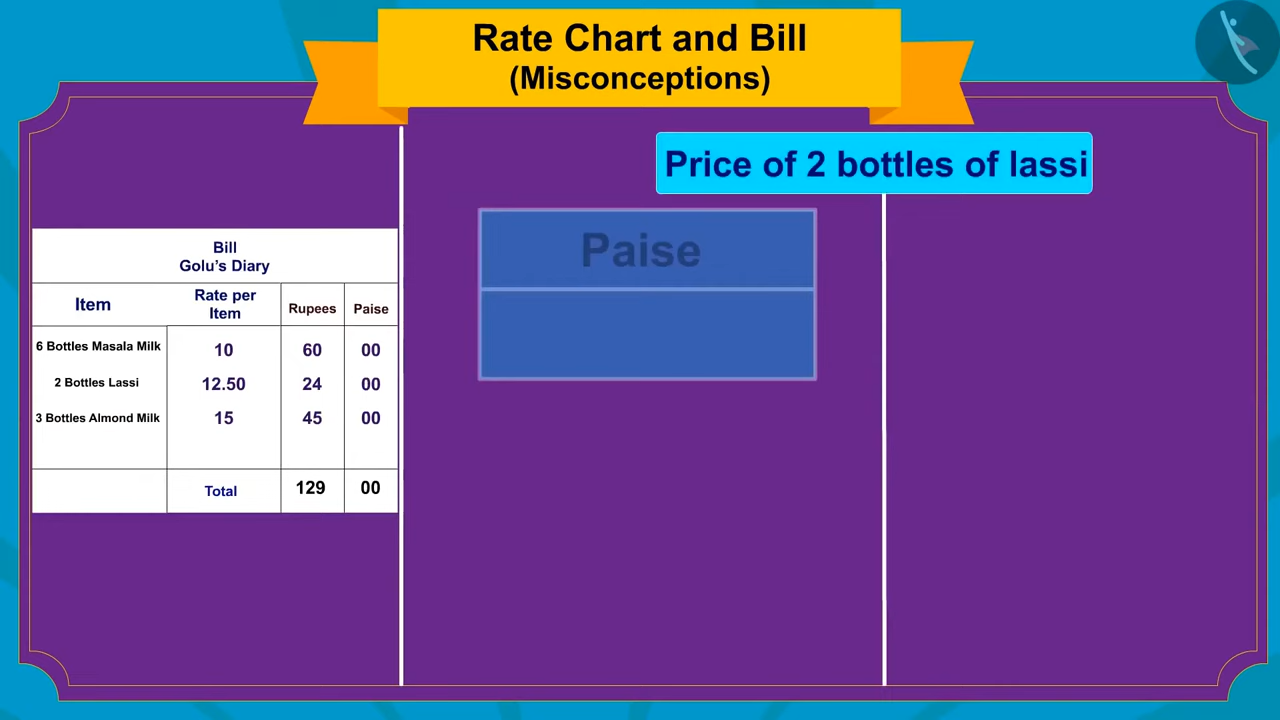 Rate Chart and Bill
(Misconceptions)
Price of 2 bottles of lassi
Paise
Bill
Golu's Diary
Item Rate per Item Rupees Paise
6 Bottles Masala Milk 10 60 00
2 Bottles Lassi 12.50 24 00
3 Bottles Almond Milk 15 45 00
Total 129 00